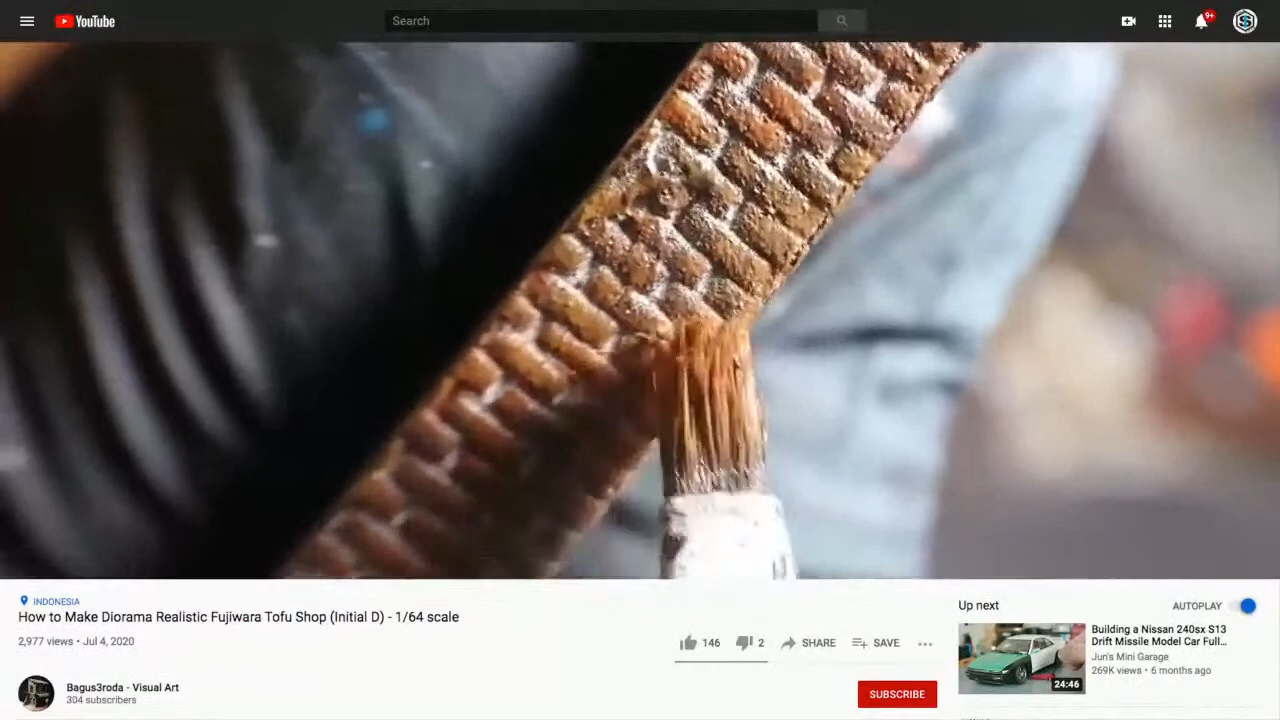 YouTube
Search
9+
INDONESIA
How to Make Diorama Realistic Fujiwara Tofu Shop (Initial D) - 1/64 scale
2,977 views • Jul 4, 2020
146
2
SHARE
SAVE
Bagus3roda - Visual Art
304 subscribers
SUBSCRIBE
Up next
AUTOPLAY
Building a Nissan 240sx S13
Drift Missile Model Car Full...
Jun's Mini Garage
269K views • 6 months ago
24:46